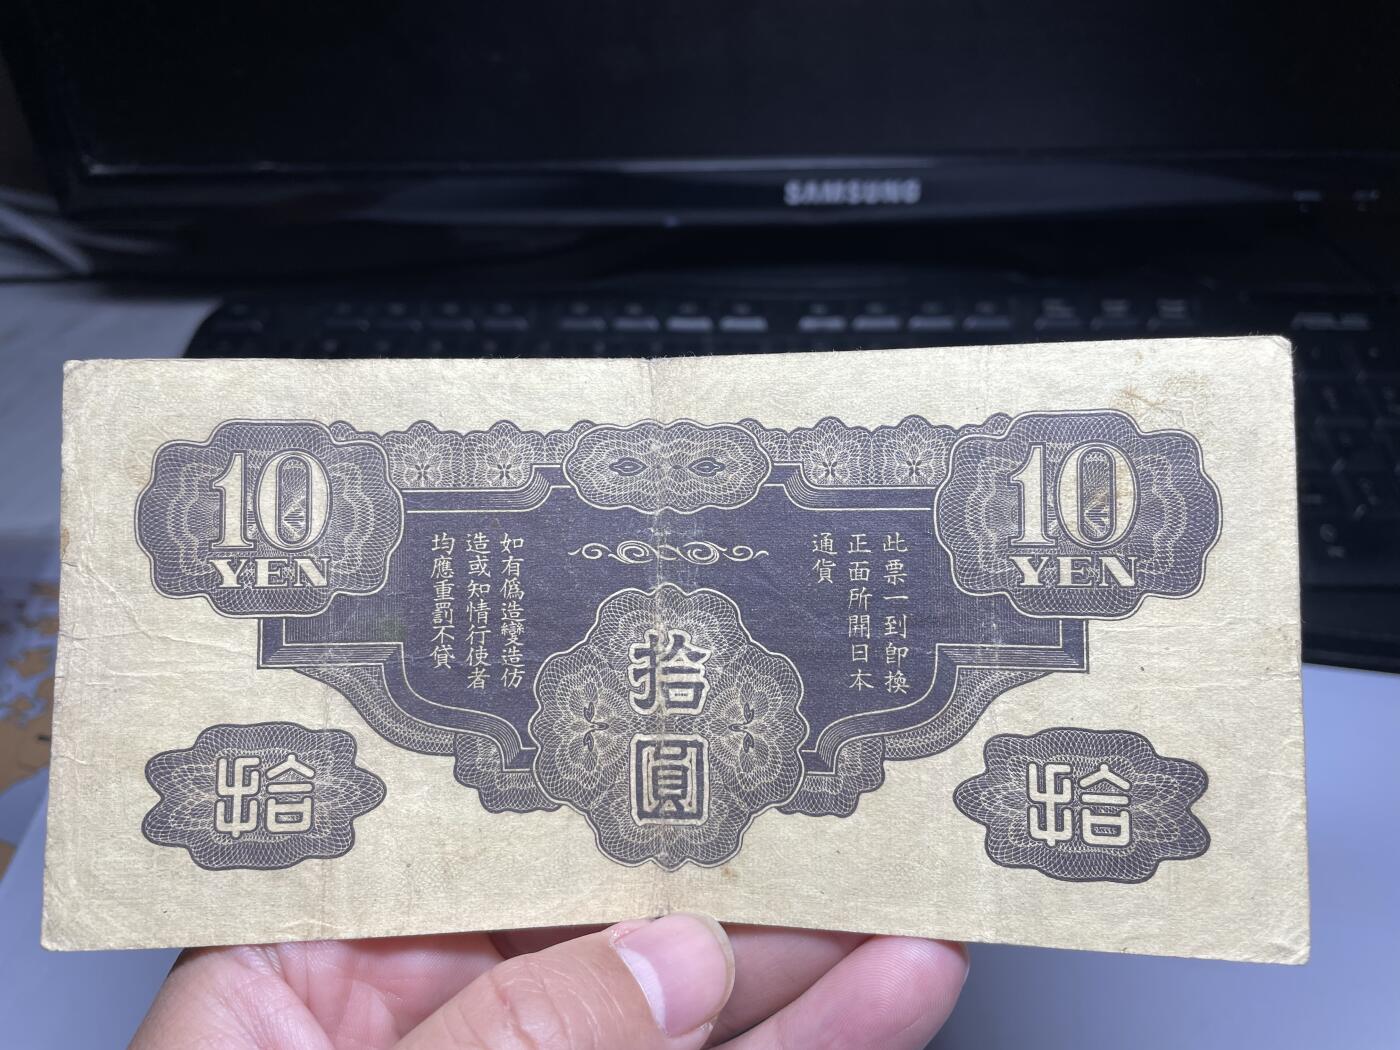 SAMSUNG
10
YEN
10
YEN
此票一到即換
正面所開日本
通貨
如有偽造變造仿
造或知情行使者
均應重罰不貸
拾
圓
拾
拾